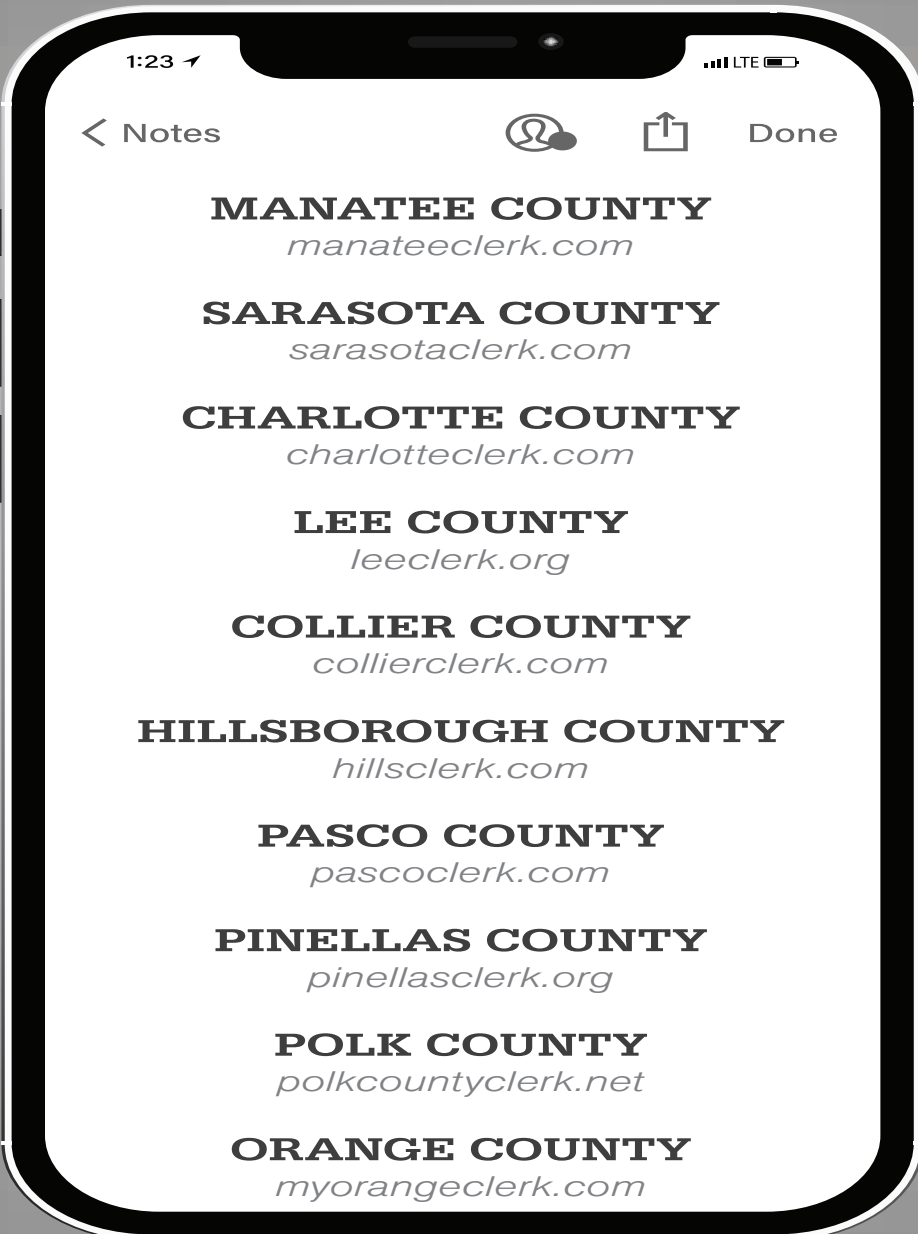 1:23 LTE
Notes Done
MANATEE COUNTY
manateeclerk.com
SARASOTA COUNTY
sarasotaclerk.com
CHARLOTTE COUNTY
charlotteclerk.com
LEE COUNTY
leeclerk.org
COLLIER COUNTY
collierclerk.com
HILLSBOROUGH COUNTY
hillsclerk.com
PASCO COUNTY
pascoclerk.com
PINELLAS COUNTY
pinellasclerk.org
POLK COUNTY
polkcountyclerk.net
ORANGE COUNTY
myorangeclerk.com